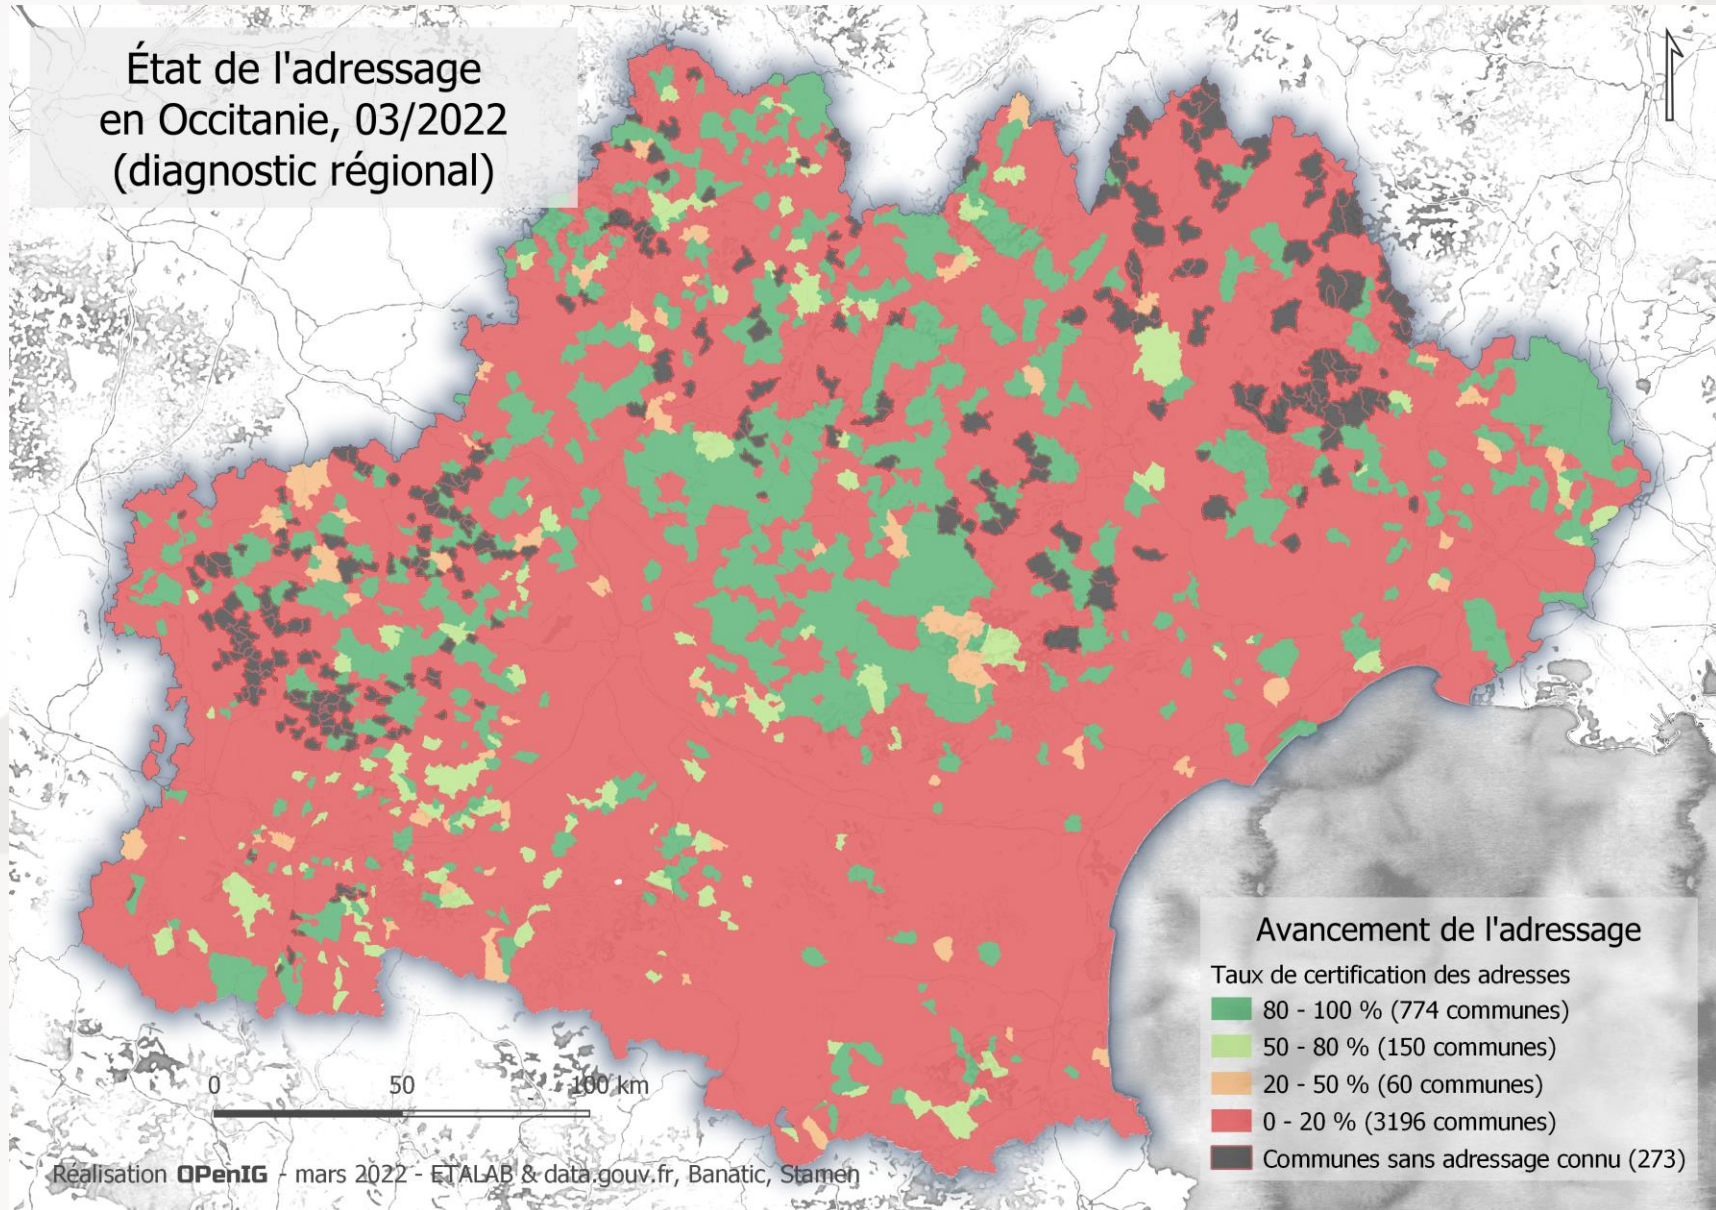 État de l'adressage
en Occitanie, 03/2022
(diagnostic régional)
Avancement de l'adressage
Taux de certification des adresses
80 - 100 % (774 communes)
50 - 80 % (150 communes)
20 - 50 % (60 communes)
0 - 20 % (3196 communes)
Communes sans adressage connu (273)
0 50 100 km
Réalisation OPenIG - mars 2022 - ETALAB & data.gouv.fr, Banatic, Stamen